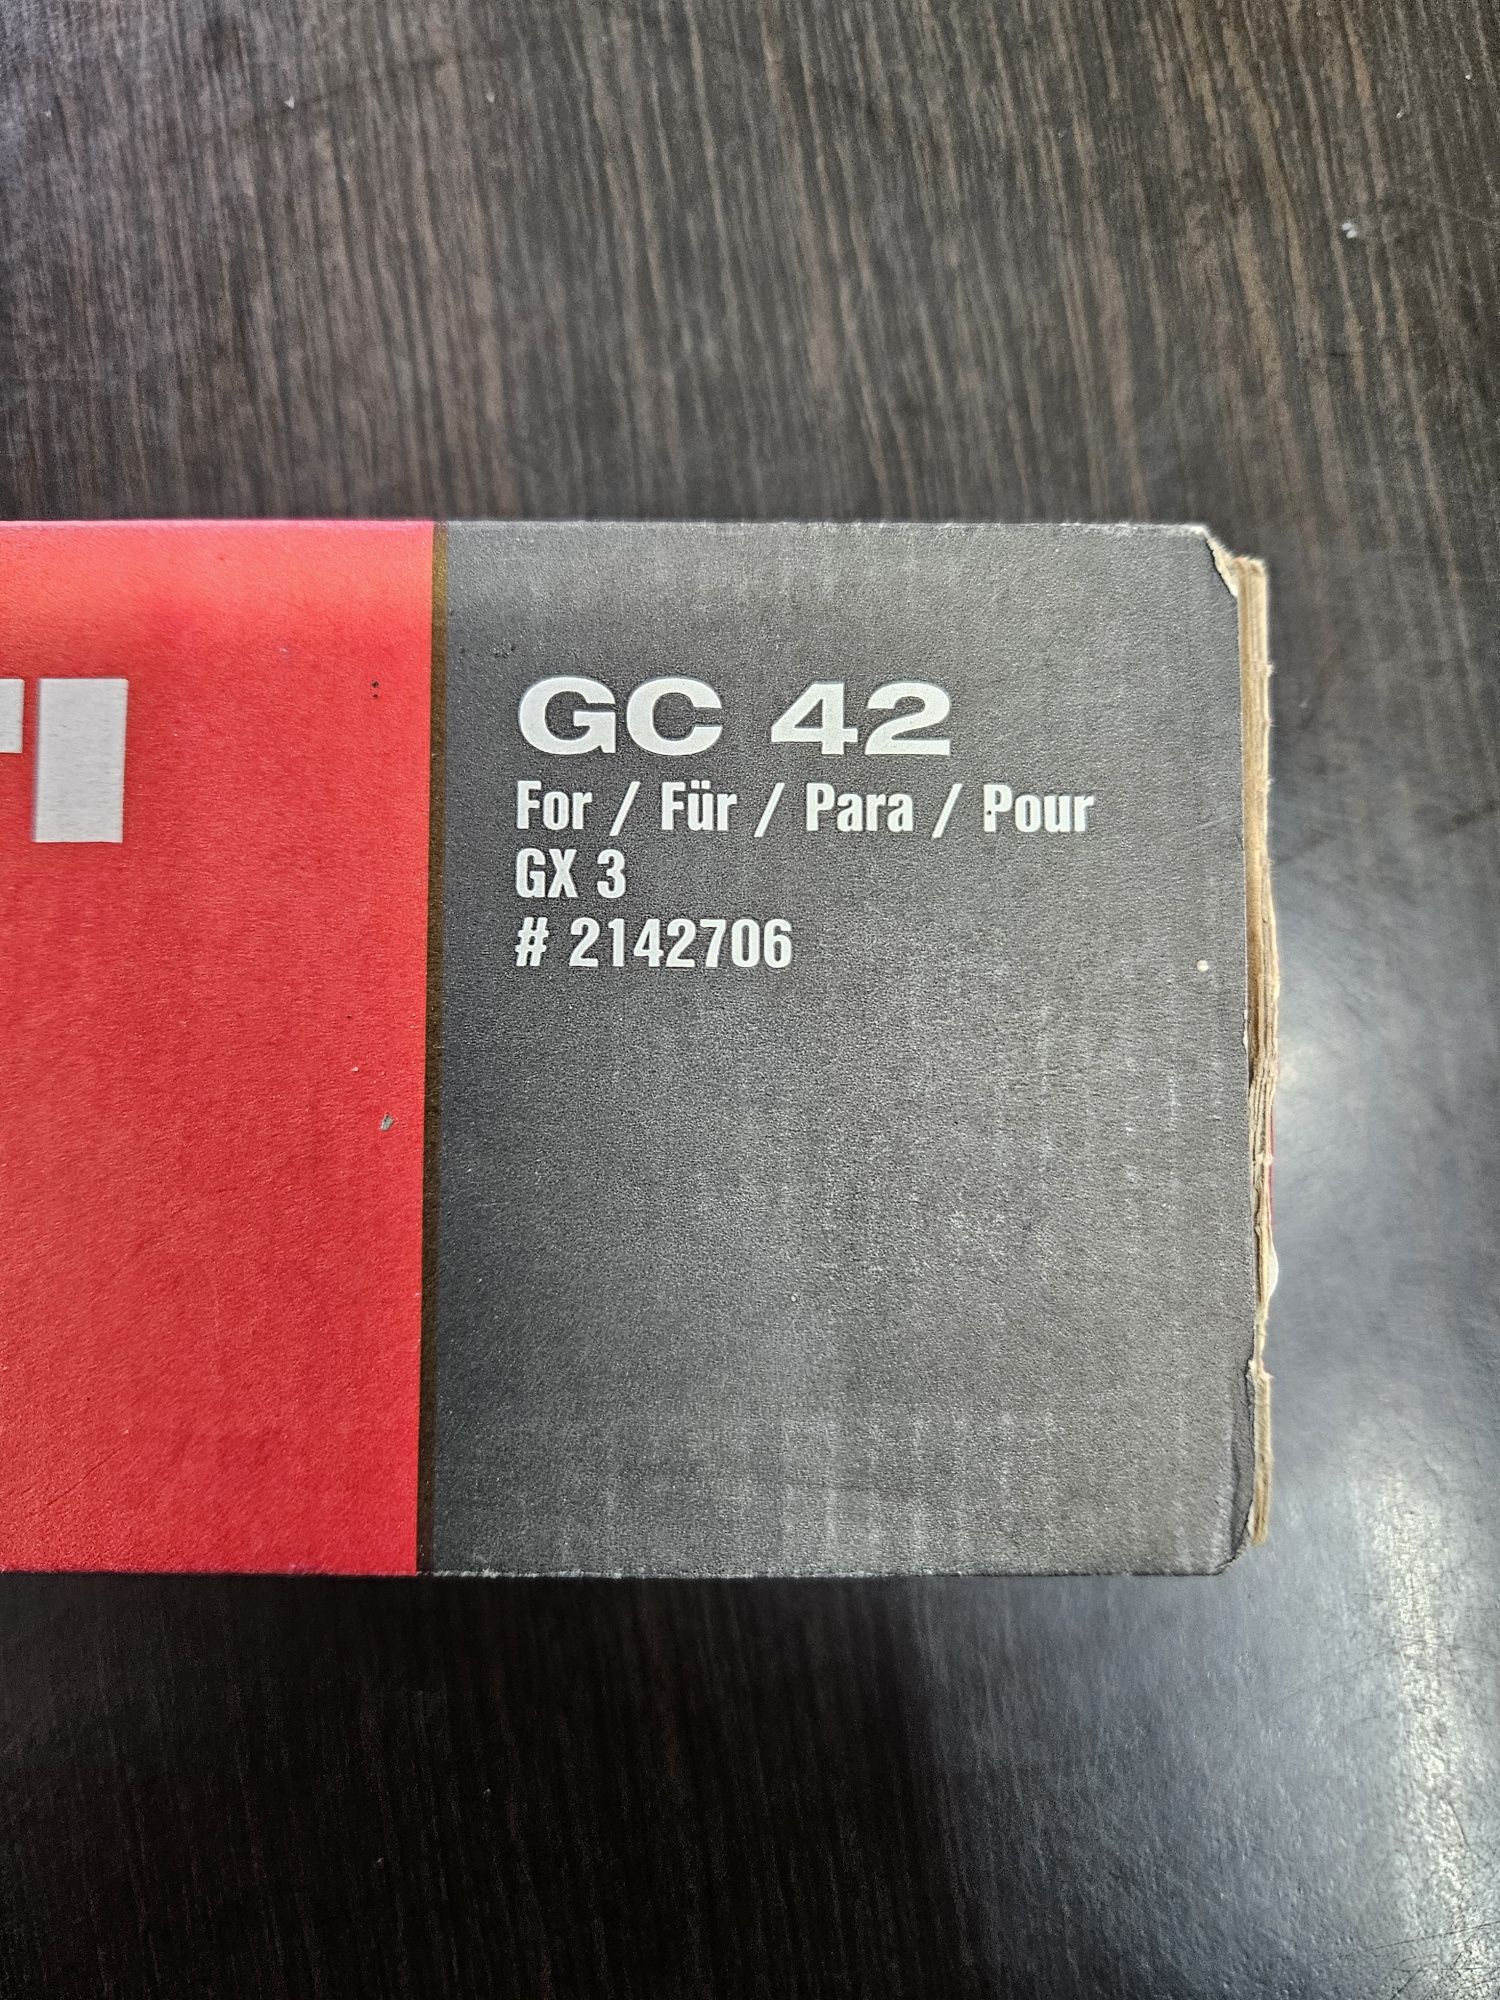 GC 42
For / Für / Para / Pour
GX 3
# 2142706